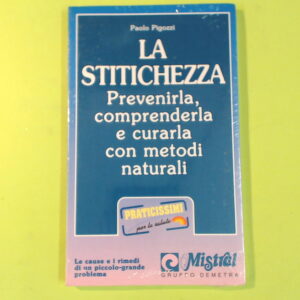 Paolo Pigozzi
LA
STITICHEZZA
Prevenirla,
comprenderla
e curarla
con metodi
naturali
PRATICISSIMI
per la salute
Le cause e i rimedi
di un piccolo-grande
problema
Mistral
GRUPPO DEMETRA